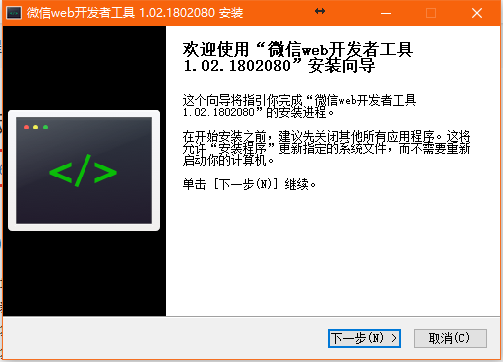 微信web开发者工具 1.02.1802080 安装
欢迎使用“微信web开发者工具
1.02.1802080”安装向导
这个向导将指引你完成“微信web开发者工具
1.02.1802080”的安装进程。
在开始安装之前，建议先关闭其他所有应用程序。这将
允许“安装程序”更新指定的系统文件，而不需要重新
启动你的计算机。
单击 [下一步(N)] 继续。
</>
下一步(N) >
取消(C)